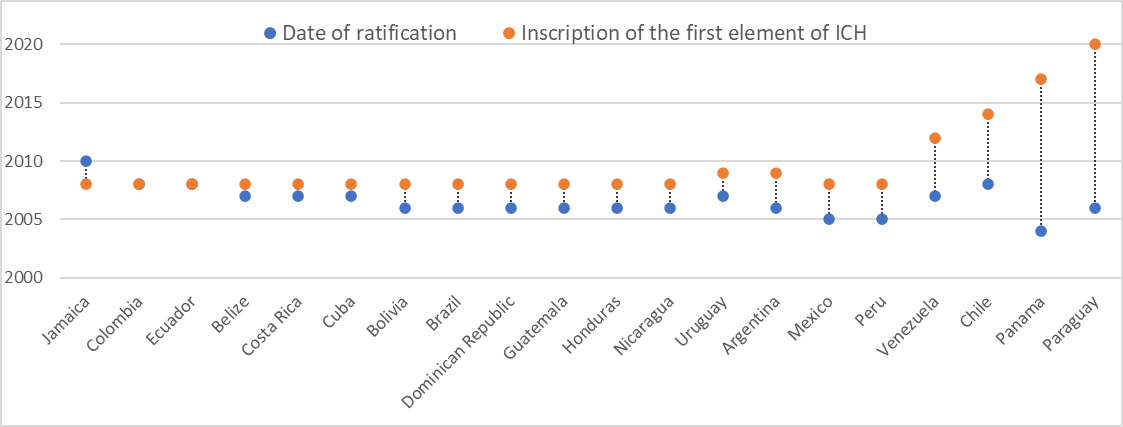 Date of ratification Inscription of the first element of ICH
2020
2015
2010
2005
2000
Jamaica
Colombia
Ecuador
Belize
Costa Rica
Cuba
Bolivia
Brazil
Dominican Republic
Guatemala
Honduras
Nicaragua
Uruguay
Argentina
Mexico
Peru
Venezuela
Chile
Panama
Paraguay